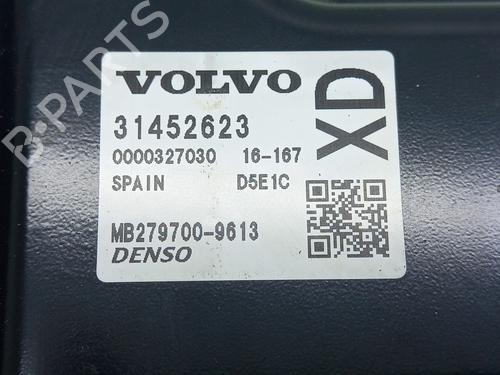 VOLVO
XD
31452623
0000327030 16-167
SPAIN D5E1C
MB279700-9613
DENSO
B-PARTS